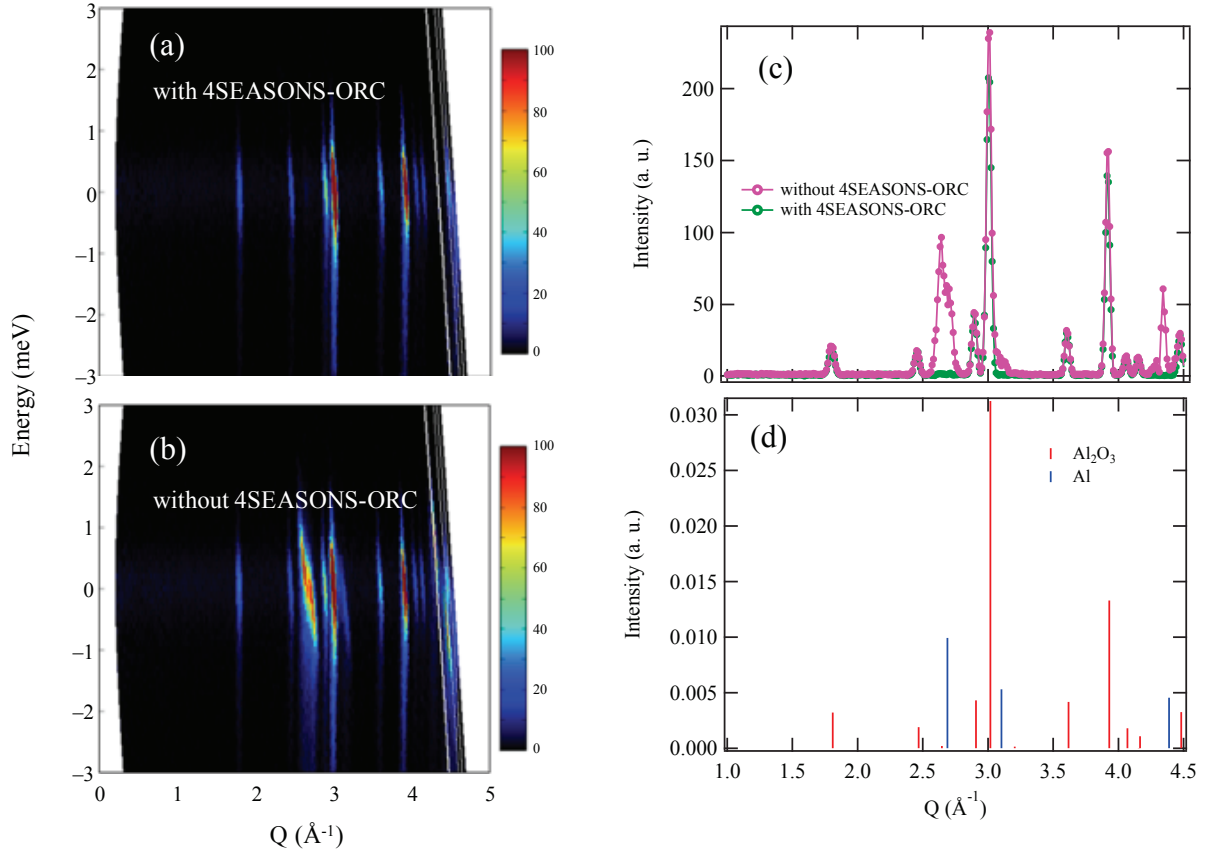 (a)
with 4SEASONS-ORC
3
2
1
0
−1
−2
−3
100
80
60
40
20
0
(b)
without 4SEASONS-ORC
3
2
1
0
−1
−2
−3
100
80
60
40
20
0
Energy (meV)
0 1 2 3 4 5
Q (Å-1)
(c)
without 4SEASONS-ORC
with 4SEASONS-ORC
Intensity (a. u.)
200
150
100
50
0
(d)
Al2O3
Al
Intensity (a. u.)
0.030
0.025
0.020
0.015
0.010
0.005
0.000
1.0 1.5 2.0 2.5 3.0 3.5 4.0 4.5
Q (Å-1)